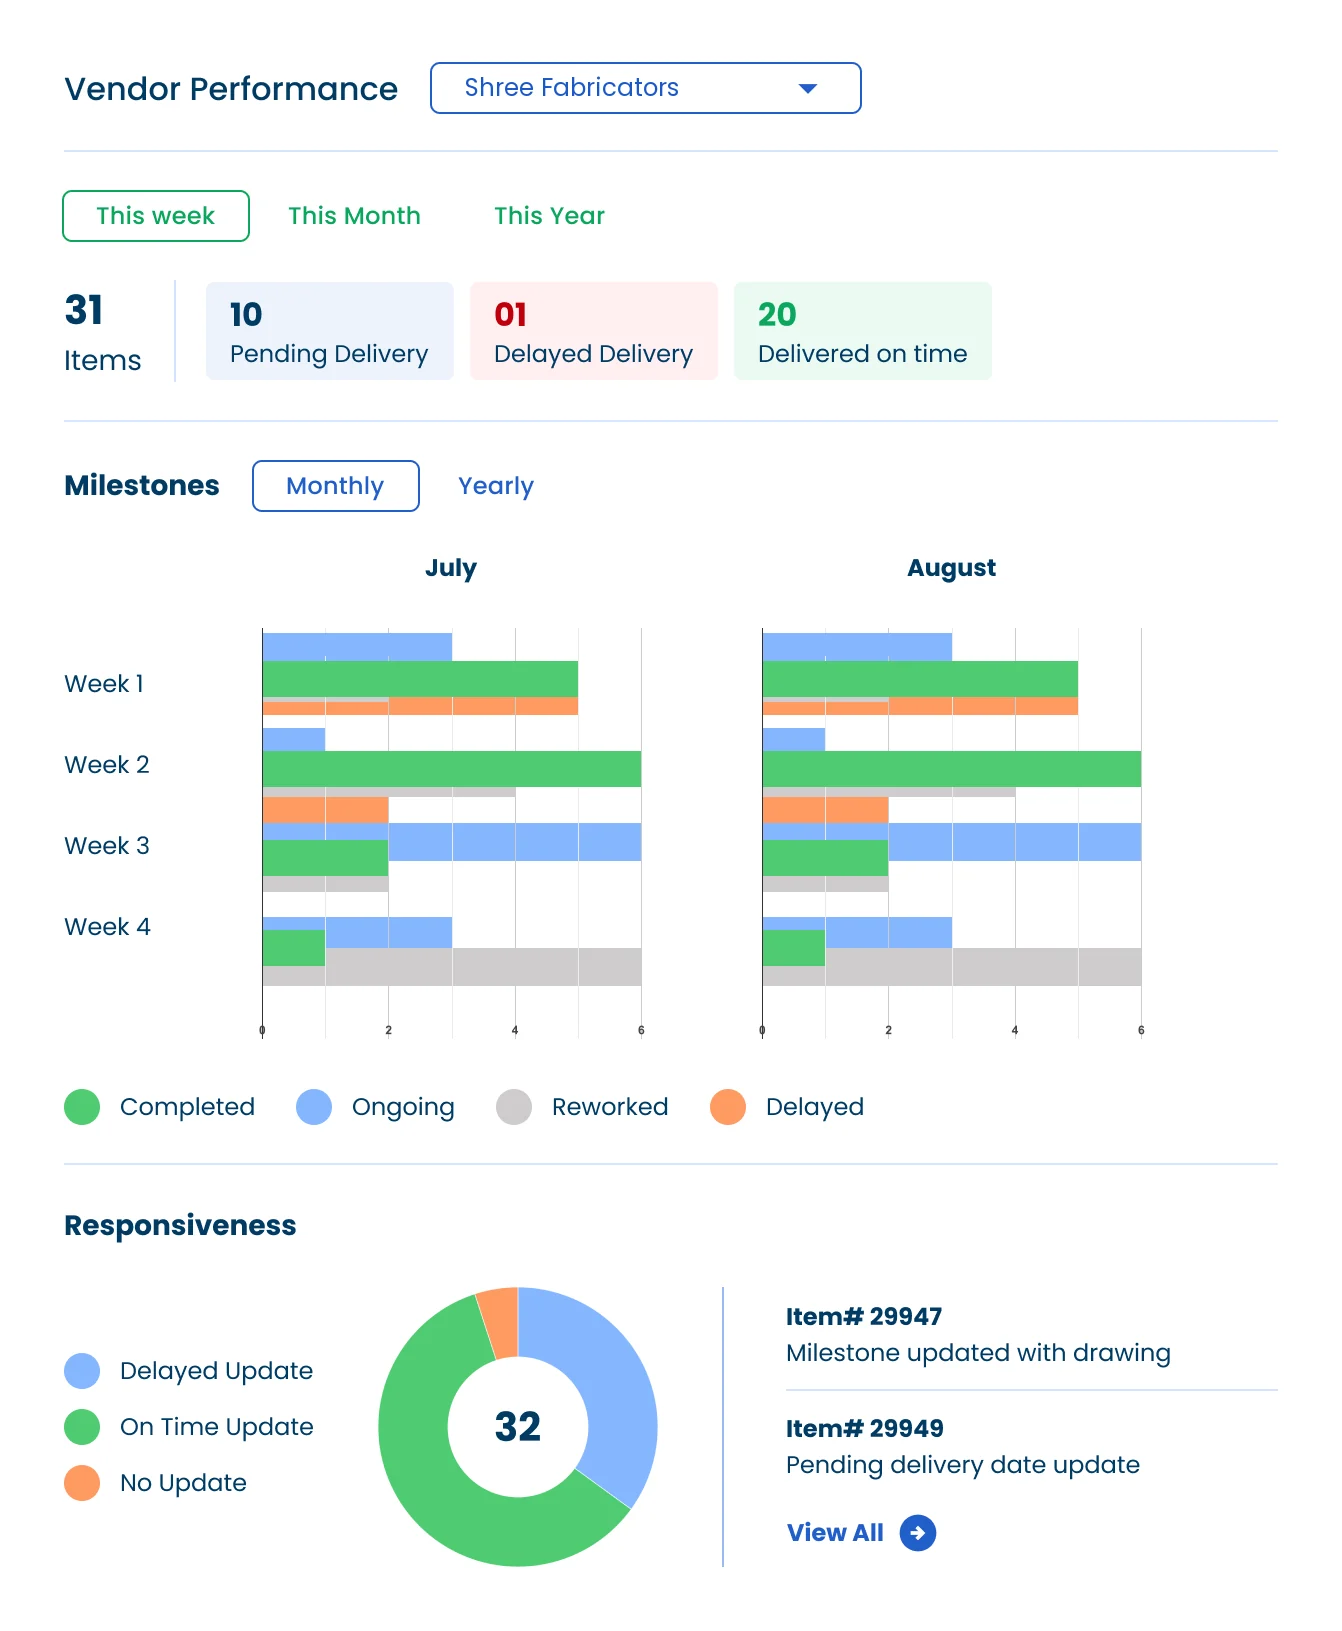 Vendor Performance
Shree Fabricators
This week
This Month
This Year
31
Items
10
Pending Delivery
01
Delayed Delivery
20
Delivered on time
Milestones
Monthly
Yearly
July
August
Week 1
Week 2
Week 3
Week 4
0 2 4 6
0 2 4 6
Completed
Ongoing
Reworked
Delayed
Responsiveness
Delayed Update
On Time Update
No Update
32
Item# 29947
Milestone updated with drawing
Item# 29949
Pending delivery date update
View All